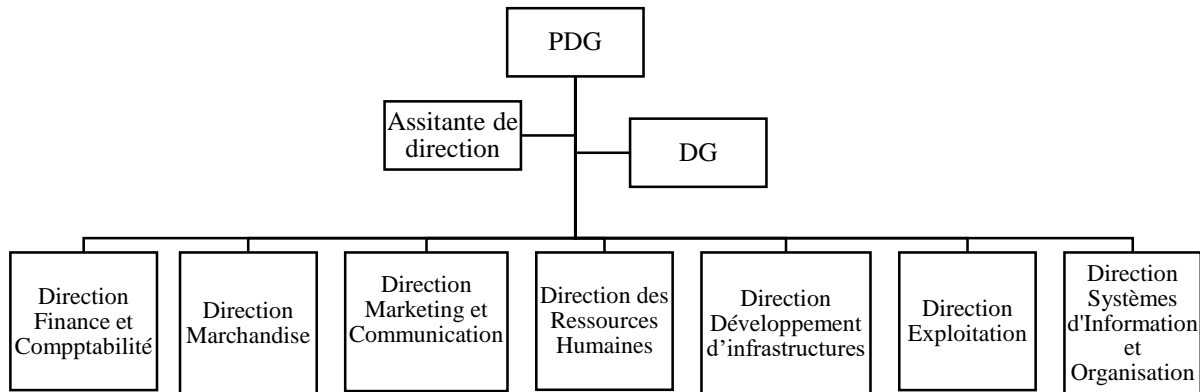 PDG
Assitante de
direction
DG
Direction
Finance et
Compptabilité
Direction
Marchandise
Direction
Marketing et
Communication
Direction des
Ressources
Humaines
Direction
Développement
d’infrastructures
Direction
Exploitation
Direction
Systèmes
d'Information
et
Organisation